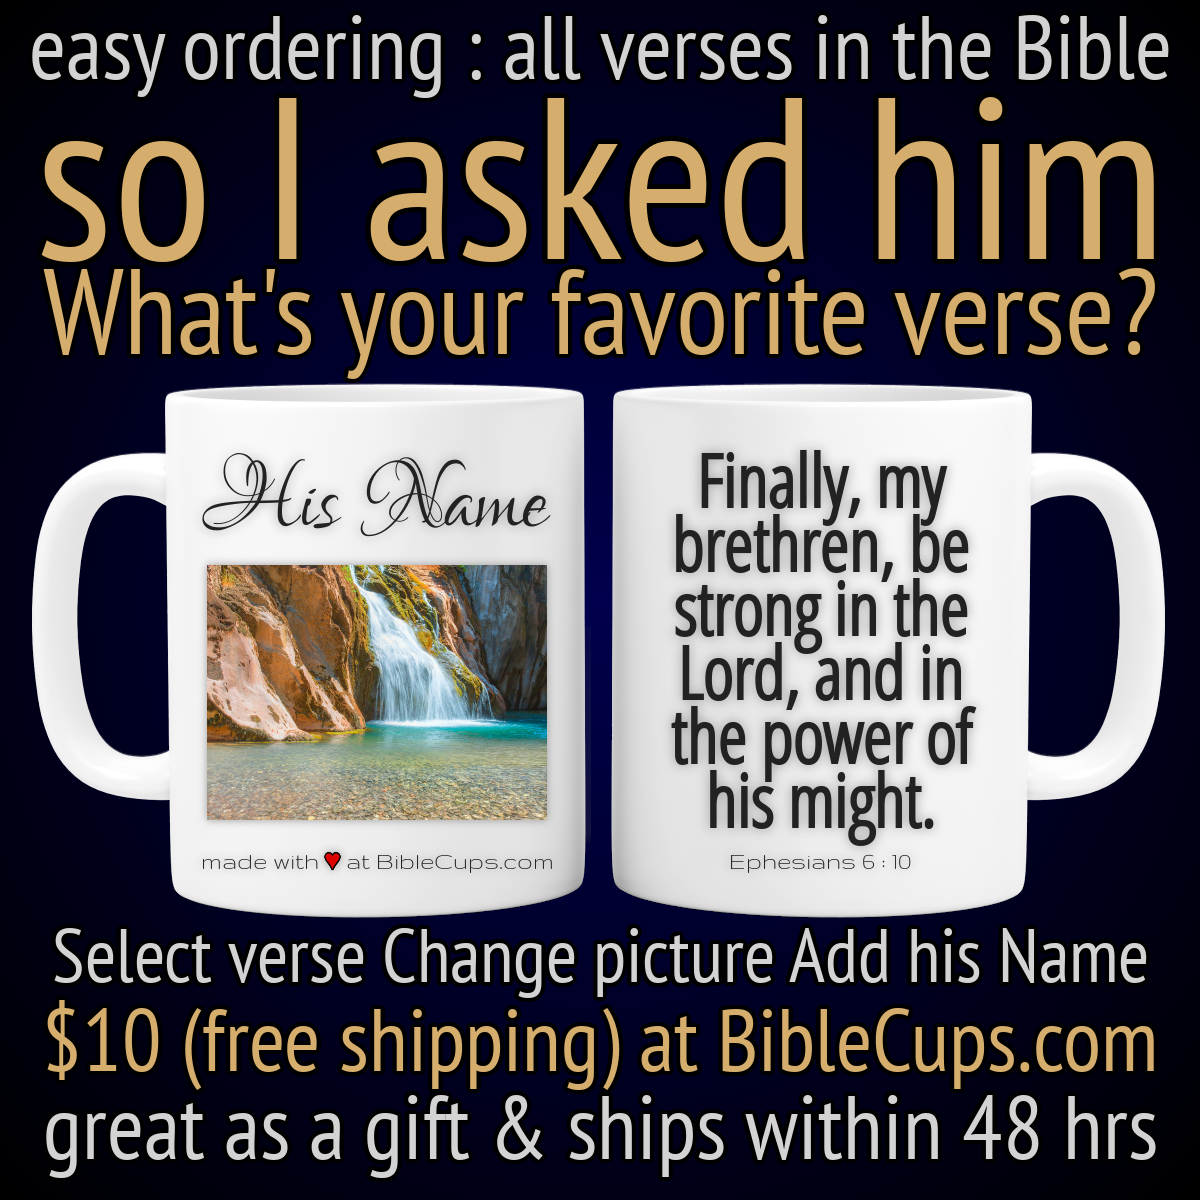 easy ordering : all verses in the Bible
so I asked him
What's your favorite verse?
His Name
made with ♥ at BibleCups.com
Finally, my
brethren, be
strong in the
Lord, and in
the power of
his might.
Ephesians 6 : 10
Select verse Change picture Add his Name
$10 (free shipping) at BibleCups.com
great as a gift & ships within 48 hrs